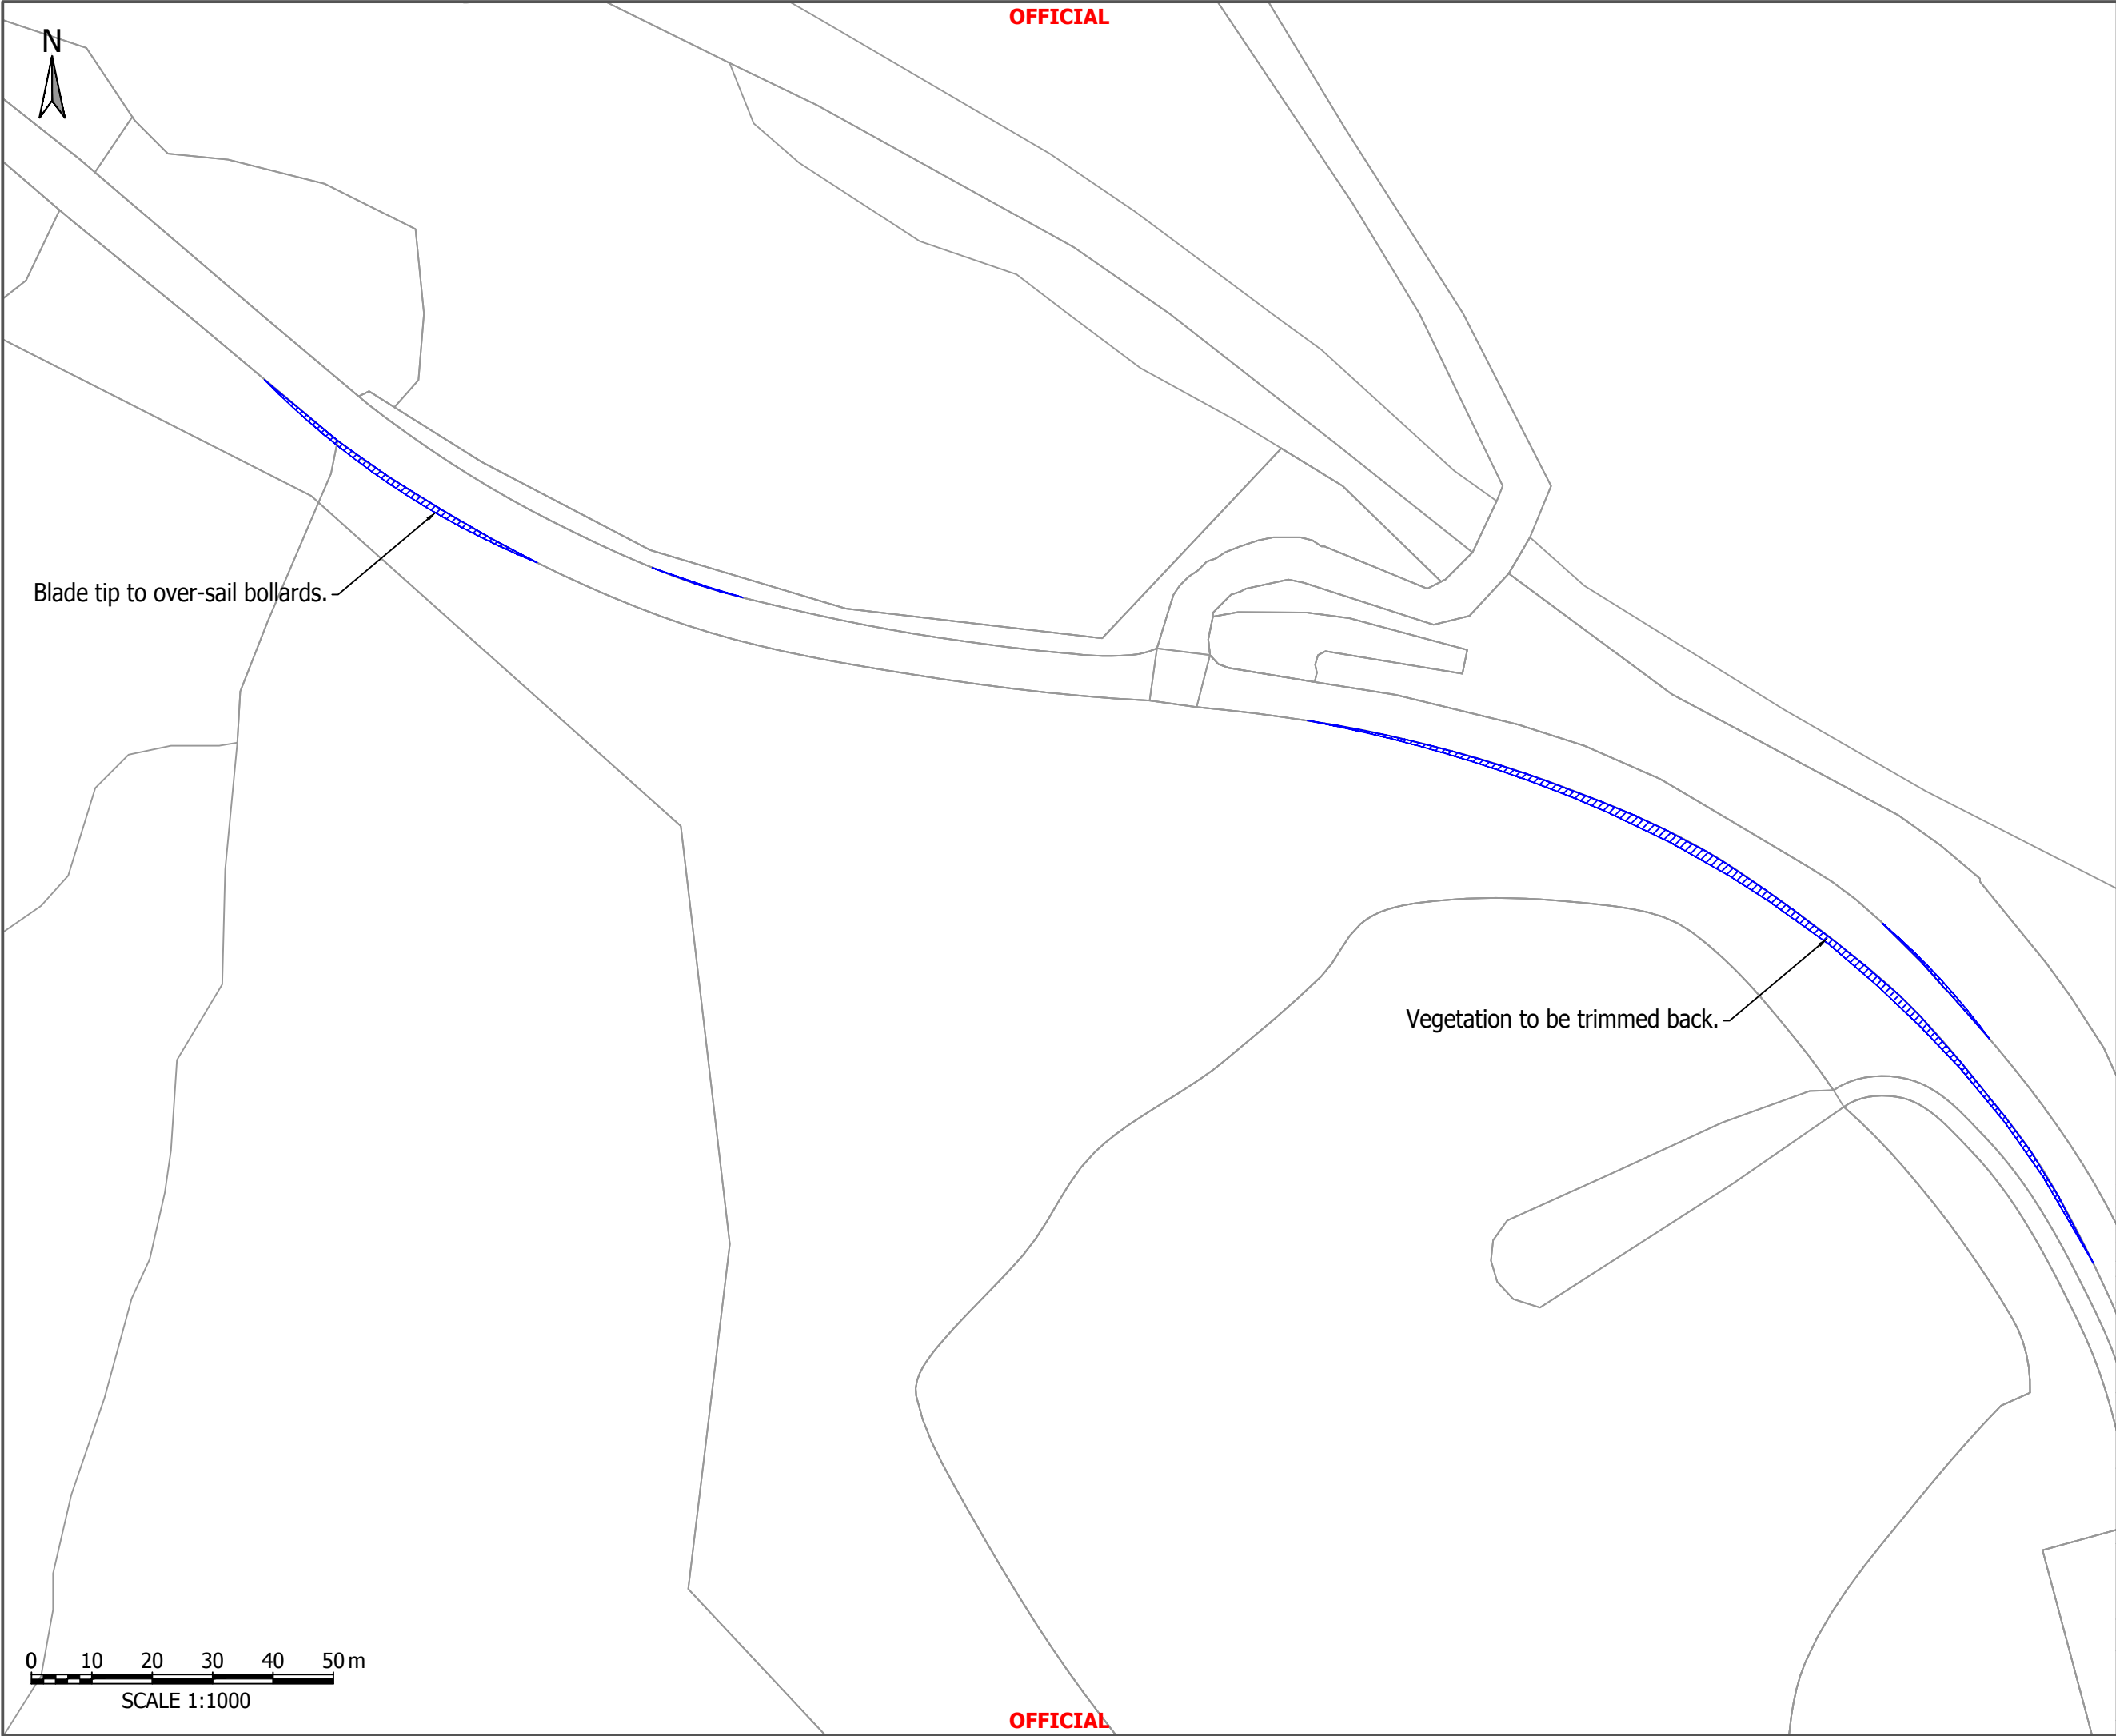 OFFICIAL
N
Blade tip to over-sail bollards.
Vegetation to be trimmed back.
0 10 20 30 40 50 m
SCALE 1:1000
OFFICIAL